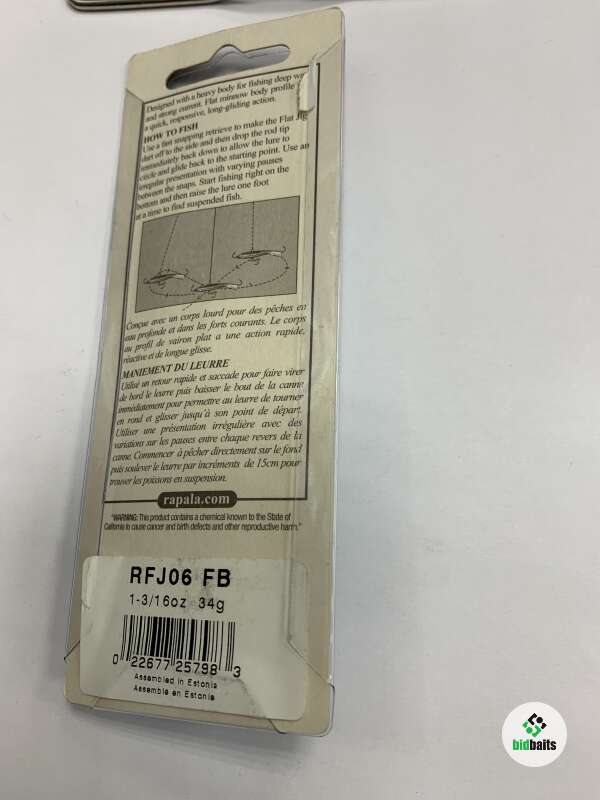 Designed with a heavy body for fishing deep
and strong current. Flat minnow body profile
a quick, responsive, long-gliding action.
HOW TO FISH
Use a fast snapping retrieve to make the Flat Jig
dart off to the side and then drop the rod tip
immediately back down to allow the lure to
circle and glide back to the starting point. Use an
irregular presentation with varying pauses
between the snaps. Start fishing right on the
bottom and then raise the lure one foot
at a time to find suspended fish.
Conçue avec un corps lourd pour des pêches en
eau profonde et dans les forts courants. Le corps
au profil de vairon plat a une action rapide,
réactive et de longue glisse.
MANIEMENT DU LEURRE
Utilisé un retour rapide et saccade pour faire virer
de bord le leurre puis baisser le bout de la canne
immédiatement pour permettre au leurre de tourner
en rond et glisser jusqu'à son point de départ.
Utiliser une présentation irrégulière avec des
variations sur les pauses entre chaque revers de la
canne. Commencer à pêcher directement sur le fond
puis soulever le leurre par incréments de 15cm pour
trouver les poissons en suspension.
rapala.com
"WARNING: This product contains a chemical known to the State of
California to cause cancer and birth defects and other reproductive harm."
RFJ06 FB
1-3/16oz 34g
0 22677 25798 3
Assembled in Estonia
Assemblé en Estonie
bidbaits